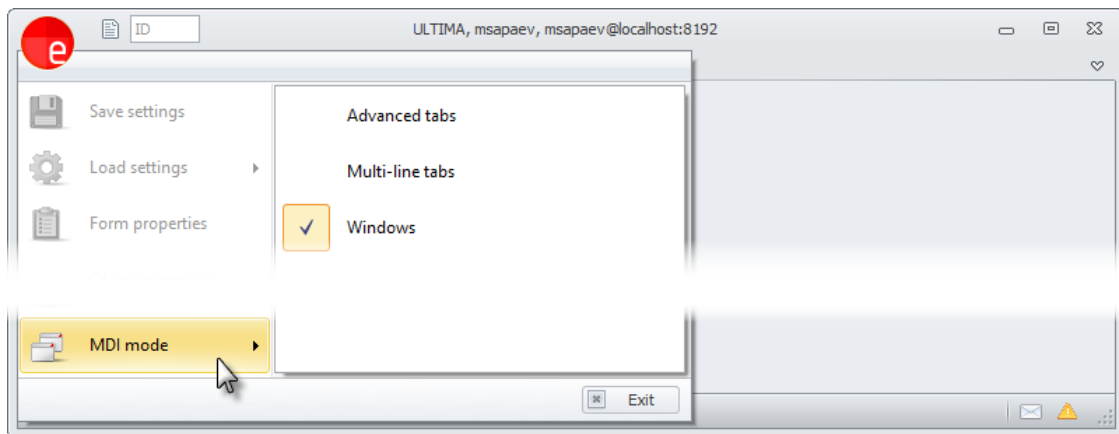 e
ID
ULTIMA, msapaev, msapaev@localhost:8192
Save settings
Advanced tabs
Load settings
Multi-line tabs
Form properties
Windows
MDI mode
Exit